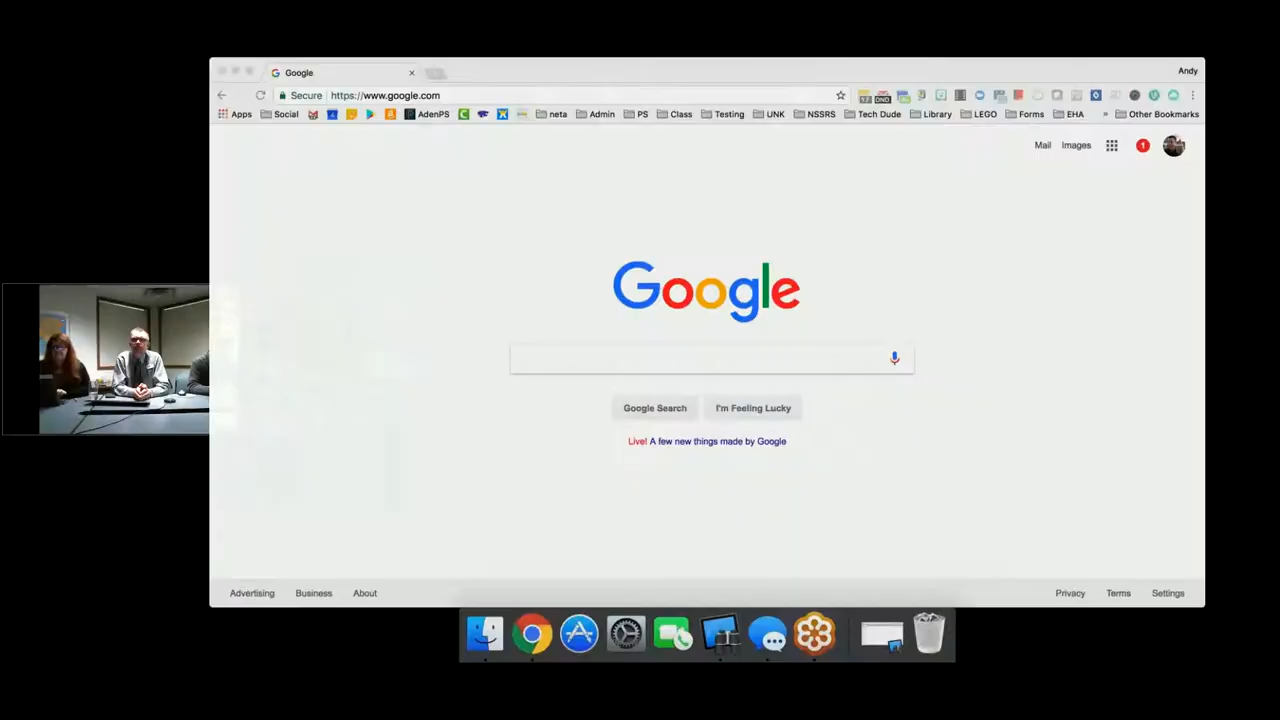 Google
Andy
Secure https://www.google.com
Apps Social AdenPS neta Admin PS Class Testing UNK NSSRS Tech Dude Library LEGO Forms EHA » Other Bookmarks
Mail Images 1
Google
Google Search I'm Feeling Lucky
Live! A few new things made by Google
Advertising Business About Privacy Terms Settings